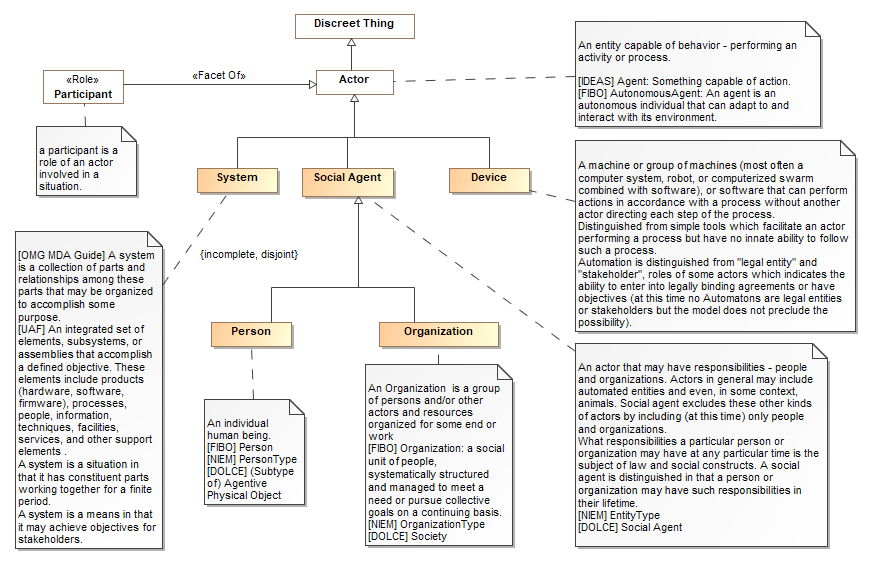 Discreet Thing
An entity capable of behavior - performing an
activity or process.
[IDEAS] Agent: Something capable of action.
[FIBO] AutonomousAgent: An agent is an
autonomous individual that can adapt to and
interact with its environment.
«Role»
Participant
«Facet Of»
Actor
a participant is a
role of an actor
involved in a
situation.
System
Social Agent
Device
A machine or group of machines (most often a
computer system, robot, or computerized swarm
combined with software), or software that can perform
actions in accordance with a process without another
actor directing each step of the process.
Distinguished from simple tools which facilitate an actor
performing a process but have no innate ability to follow
such a process.
Automation is distinguished from "legal entity" and
"stakeholder", roles of some actors which indicates the
ability to enter into legally binding agreements or have
objectives (at this time no Automatons are legal entities
or stakeholders but the model does not preclude the
possibility).
{incomplete, disjoint}
[OMG MDA Guide] A system
is a collection of parts and
relationships among these
parts that may be organized
to accomplish some
purpose.
[UAF] An integrated set of
elements, subsystems, or
assemblies that accomplish
a defined objective. These
elements include products
(hardware, software,
firmware), processes,
people, information,
techniques, facilities,
services, and other support
elements .
A system is a situation in
that it has constituent parts
working together for a finite
period.
A system is a means in that
it may achieve objectives for
stakeholders.
Person
Organization
An individual
human being.
[FIBO] Person
[NIEM] PersonType
[DOLCE] (Subtype
of) Agentive
Physical Object
An Organization  is a group
of persons and/or other
actors and resources
organized for some end or
work
[FIBO] Organization: a social
unit of people,
systematically structured
and managed to meet a
need or pursue collective
goals on a continuing basis.
[NIEM] OrganizationType
[DOLCE] Society
An actor that may have responsibilities - people
and organizations. Actors in general may include
automated entities and even, in some context,
animals. Social agent excludes these other kinds
of actors by including (at this time) only people
and organizations.
What responsibilities a particular person or
organization may have at any particular time is the
subject of law and social constructs. A social
agent is distinguished in that a person or
organization may have such responsibilities in
their lifetime.
[NIEM] EntityType
[DOLCE] Social Agent